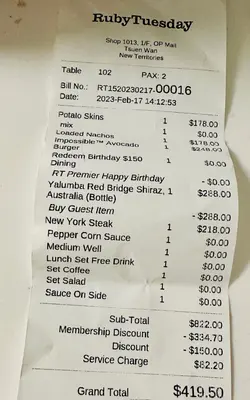 RubyTuesday
Shop 1013, 1/F, OP Mall
Tsuen Wan
New Territories
Table 102 PAX: 2
Bill No.: RT1520230217-00016
Date: 2023-Feb-17 14:12:53
Potato Skins 1 $178.00
mix 1 $0.00
Loaded Nachos 1 $178.00
Impossible™ Avocado 1 $248.00
Burger
Redeem Birthday $150 1 $0.00
Dining
RT Premier Happy Birthday - $0.00
Yalumba Red Bridge Shiraz, 1 $288.00
Australia (Bottle)
Buy Guest Item - $288.00
New York Steak 1 $218.00
Pepper Corn Sauce 1 $0.00
Medium Well 1 $0.00
Lunch Set Free Drink 1 $0.00
Set Coffee 1 $0.00
Set Salad 1 $0.00
Sauce On Side 1 $0.00
Sub-Total $822.00
Membership Discount - $334.70
Discount - $150.00
Service Charge $82.20
Grand Total $419.50